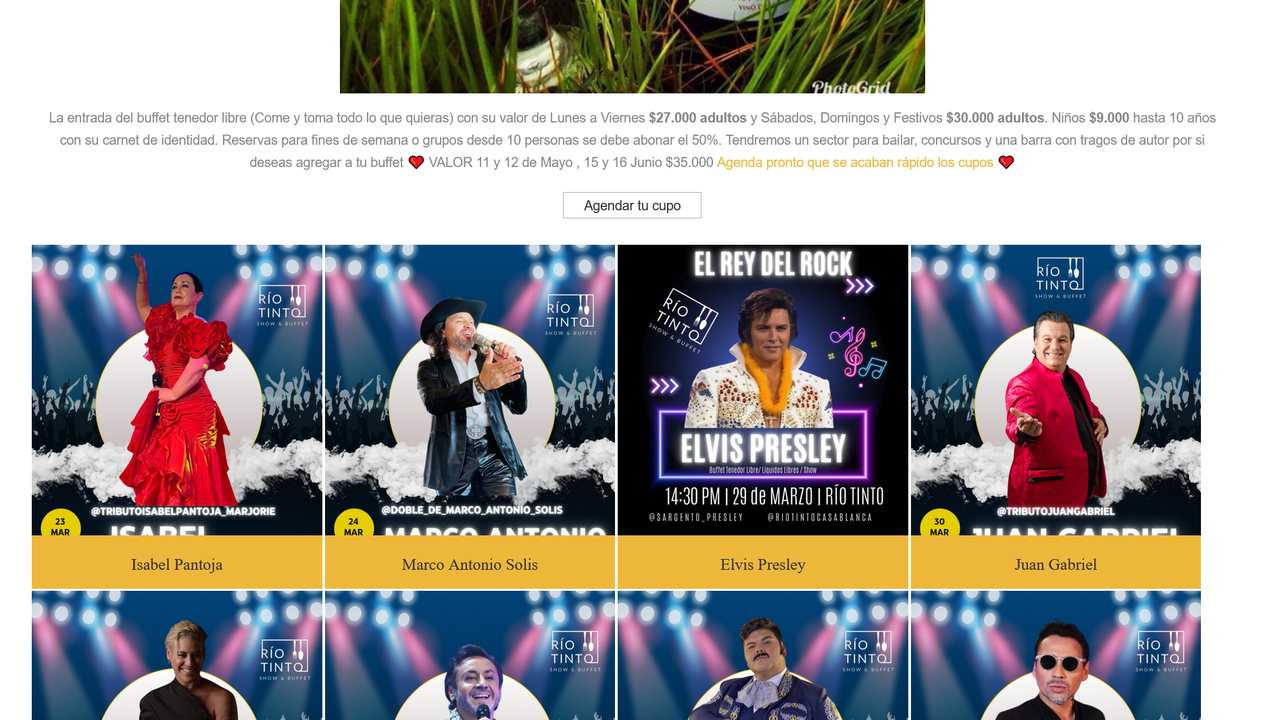 VINO D
PhotoGrid
La entrada del buffet tenedor libre (Come y toma todo lo que quieras) con su valor de Lunes a Viernes $27.000 adultos y Sábados, Domingos y Festivos $30.000 adultos. Niños $9.000 hasta 10 años
con su carnet de identidad. Reservas para fines de semana o grupos desde 10 personas se debe abonar el 50%. Tendremos un sector para bailar, concursos y una barra con tragos de autor por si
deseas agregar a tu buffet ❤ VALOR 11 y 12 de Mayo , 15 y 16 Junio $35.000 Agenda pronto que se acaban rápido los cupos ❤
Agendar tu cupo
RÍO
TINTO
SHOW & BUFFET
@TRIBUTOISABELPANTOJA_MARJORIE
23
MAR
ISABEL
Isabel Pantoja
RÍO
TINTO
SHOW & BUFFET
@DOBLE_DE_MARCO_ANTONIO_SOLIS
24
MAR
MARCO ANTONIO
Marco Antonio Solis
EL REY DEL ROCK
RÍO
TINTO
SHOW & BUFFET
ELVIS PRESLEY
Buffet Tenedor Libre/ Líquidos Libres / Show
14:30 PM | 29 de MARZO | RÍO TINTO
@SARGENTO_PRESLEY @RIOTINTOCASABLANCA
Elvis Presley
RÍO
TINTO
SHOW & BUFFET
@TRIBUTOJUANGABRIEL
30
MAR
JUAN GABRIEL
Juan Gabriel
RÍO
TINTO
SHOW & BUFFET
RÍO
TINTO
SHOW & BUFFET
RÍO
TINTO
SHOW & BUFFET
RÍO
TINTO
SHOW & BUFFET